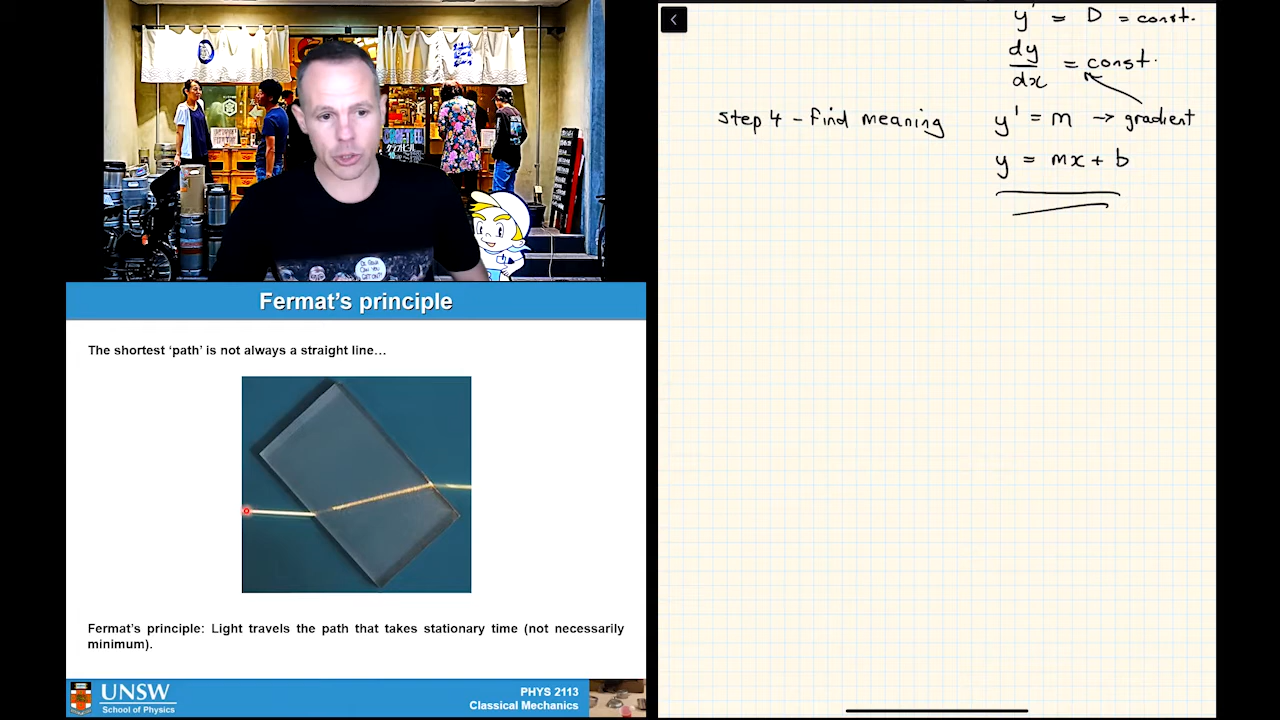 Fermat's principle
The shortest 'path' is not always a straight line…
Fermat's principle: Light travels the path that takes stationary time (not necessarily
minimum).
UNSW
School of Physics
PHYS 2113
Classical Mechanics
y' = D = const.
dy
dx
= const.
step 4 - find meaning
y' = m → gradient
y = mx + b